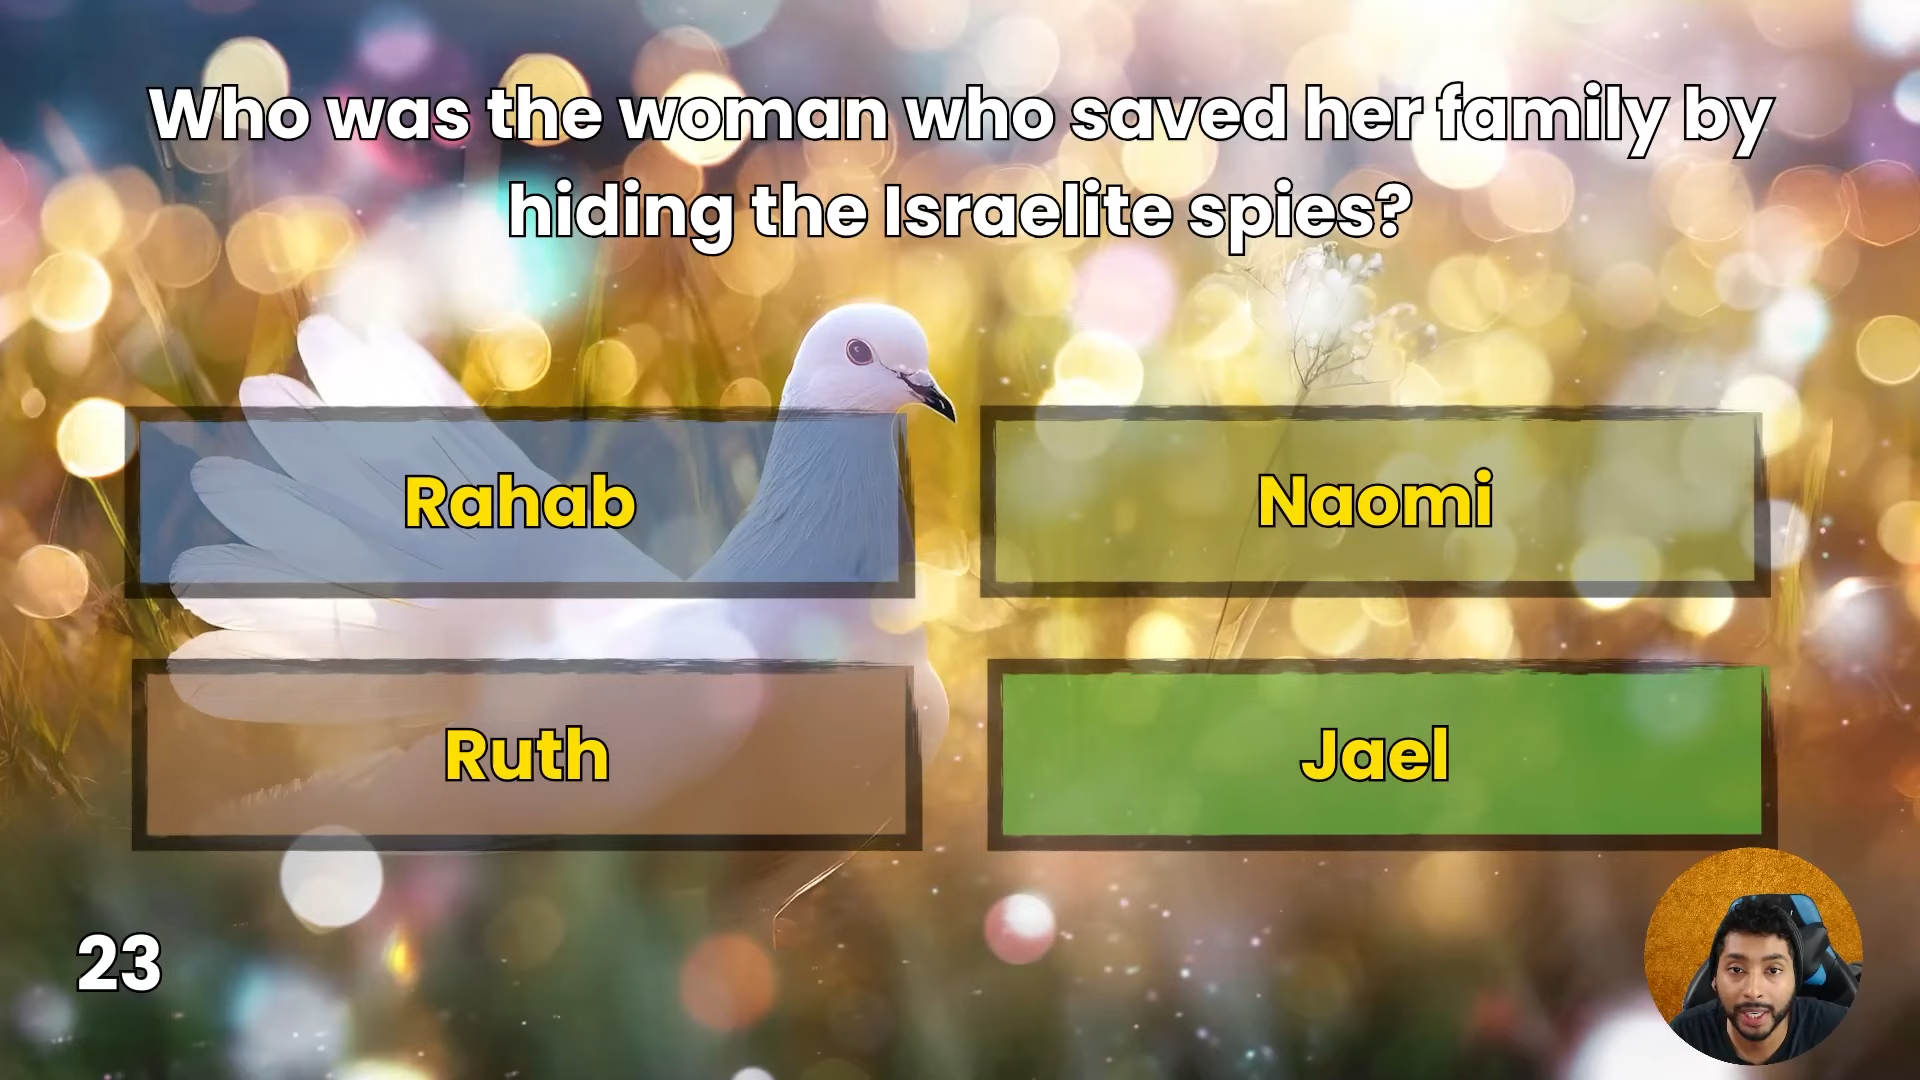 Who was the woman who saved her family by
hiding the Israelite spies?
Rahab
Naomi
Ruth
Jael
23